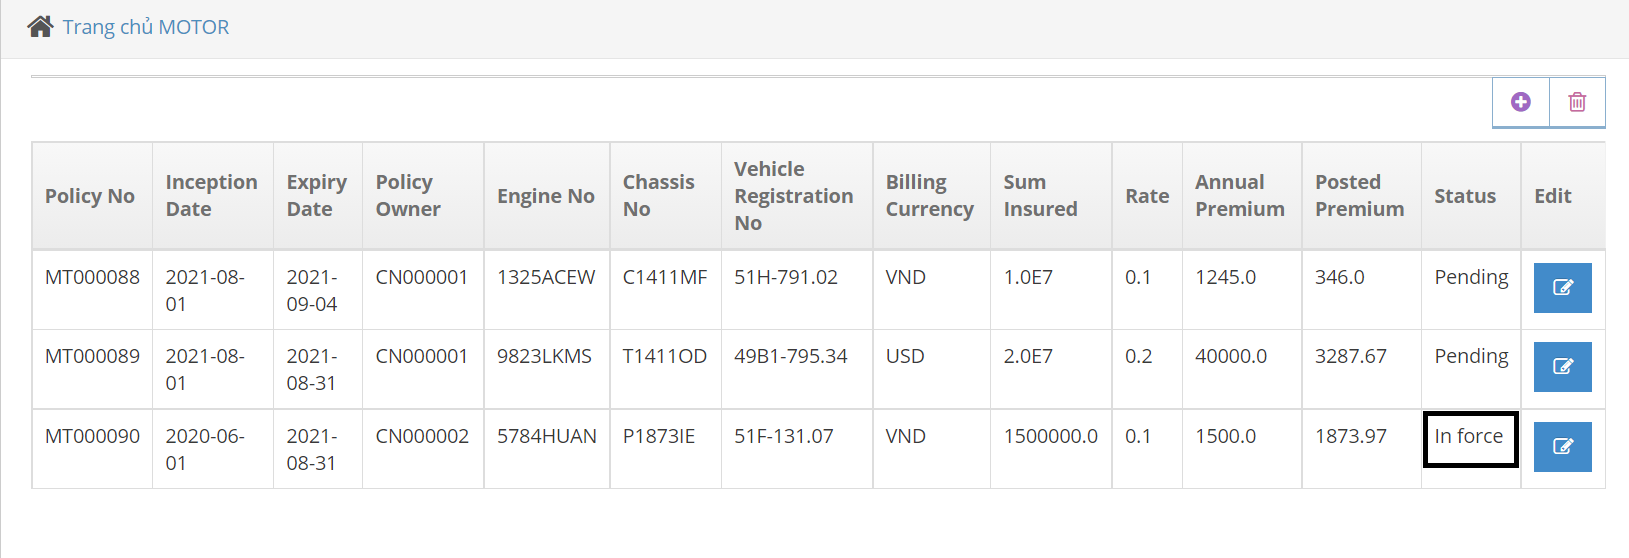 Trang chủ MOTOR
Policy No Inception Date Expiry Date Policy Owner Engine No Chassis No Vehicle Registration No Billing Currency Sum Insured Rate Annual Premium Posted Premium Status Edit
MT000088 2021-08-01 2021-09-04 CN000001 1325ACEW C1411MF 51H-791.02 VND 1.0E7 0.1 1245.0 346.0 Pending
MT000089 2021-08-01 2021-08-31 CN000001 9823LKMS T1411OD 49B1-795.34 USD 2.0E7 0.2 40000.0 3287.67 Pending
MT000090 2020-06-01 2021-08-31 CN000002 5784HUAN P1873IE 51F-131.07 VND 1500000.0 0.1 1500.0 1873.97 In force